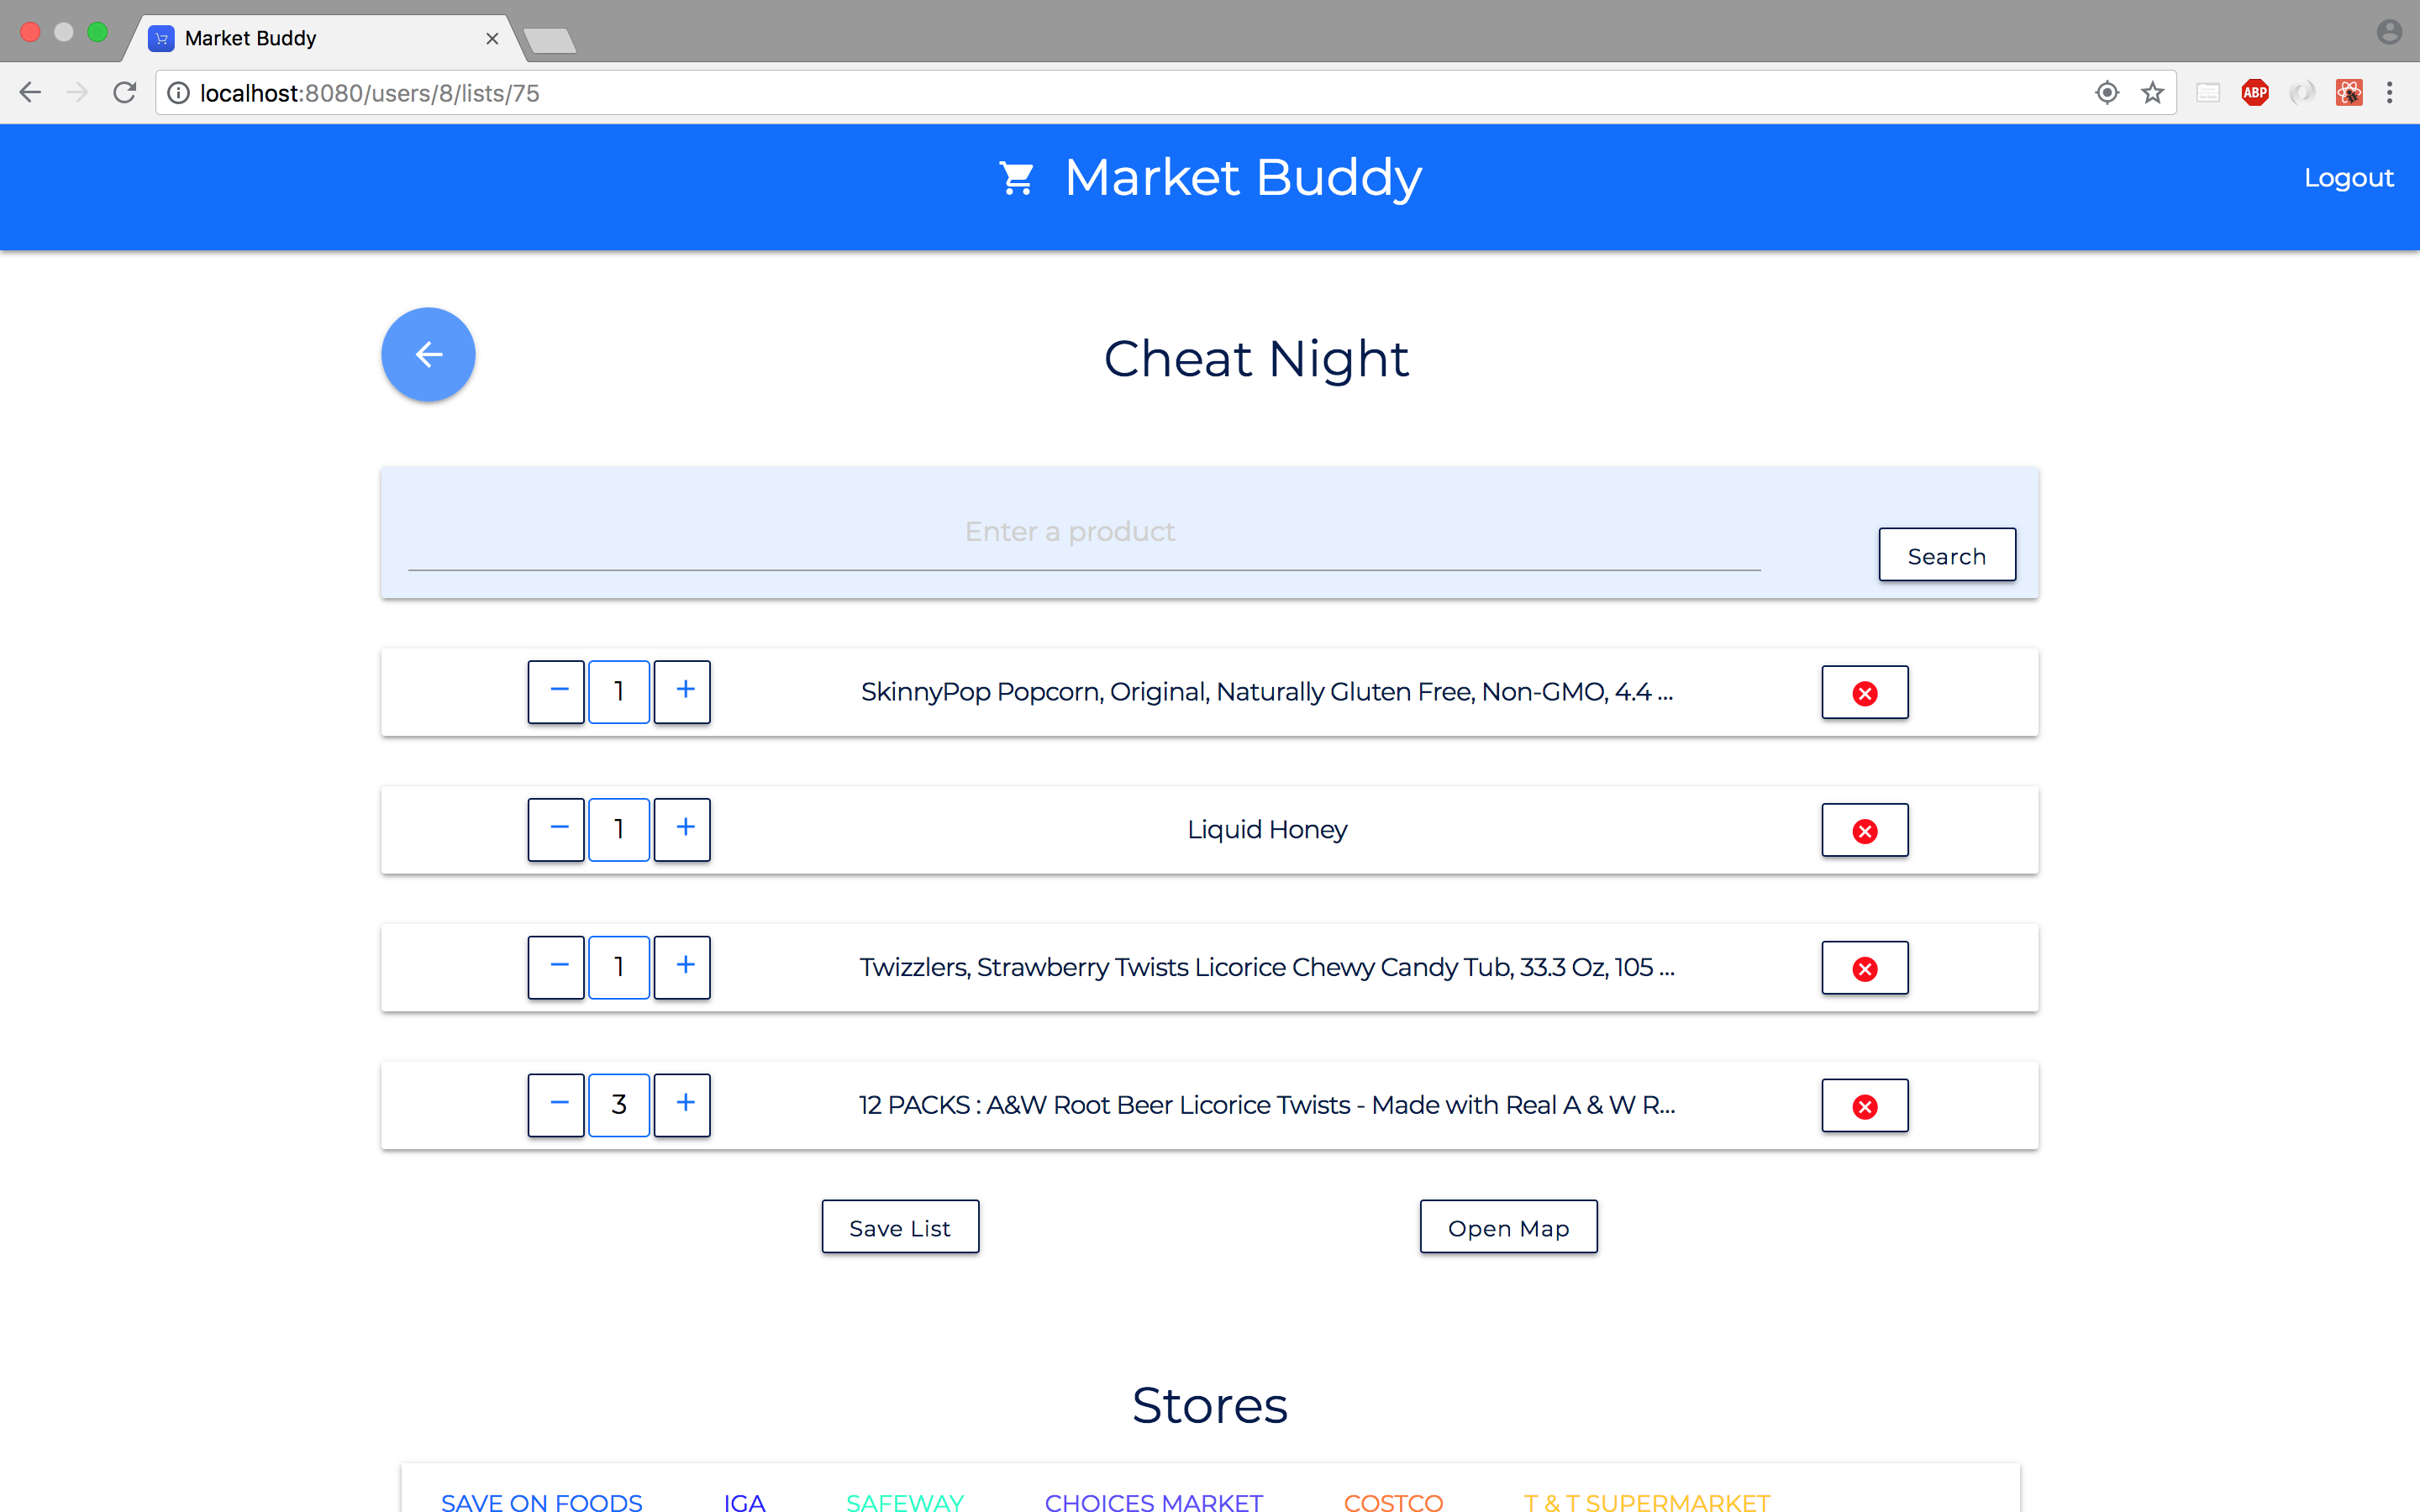 Market Buddy
localhost:8080/users/8/lists/75
ABP
Market Buddy
Logout
Cheat Night
Enter a product
Search
1
SkinnyPop Popcorn, Original, Naturally Gluten Free, Non-GMO, 4.4 ...
1
Liquid Honey
1
Twizzlers, Strawberry Twists Licorice Chewy Candy Tub, 33.3 Oz, 105 ...
3
12 PACKS : A&W Root Beer Licorice Twists - Made with Real A & W R...
Save List
Open Map
Stores
SAVE ON FOODS
IGA
SAFEWAY
CHOICES MARKET
COSTCO
T & T SUPERMARKET